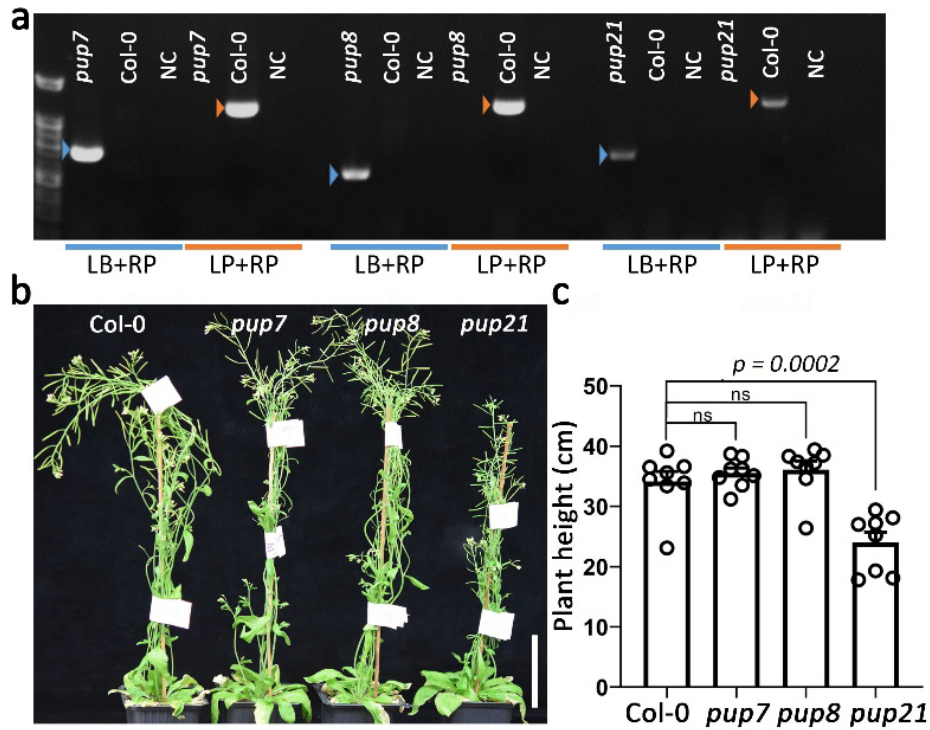 a
pup7 Col-0 NC pup7 Col-0 NC pup8 Col-0 NC pup8 Col-0 NC pup21 Col-0 NC pup21 Col-0 NC
LB+RP LP+RP LB+RP LP+RP LB+RP LP+RP
b
Col-0 pup7 pup8 pup21
c
p = 0.0002
ns
ns
Plant height (cm)
50
40
30
20
10
0
Col-0 pup7 pup8 pup21